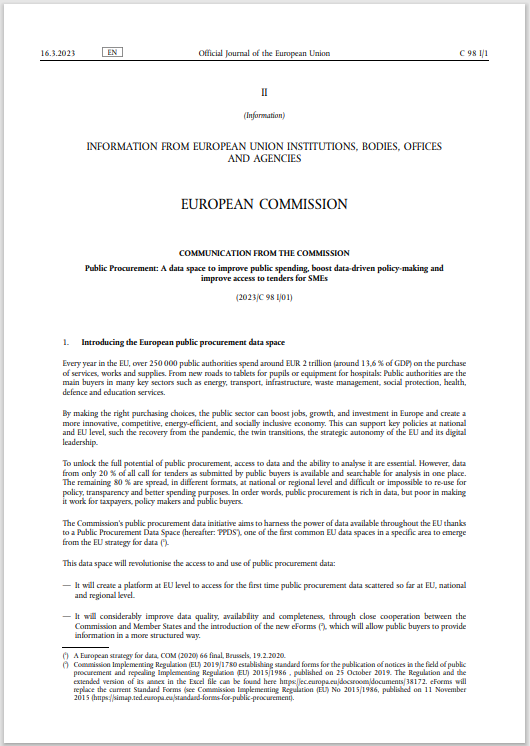 16.3.2023 EN Official Journal of the European Union C 98 I/1
II
(Information)
INFORMATION FROM EUROPEAN UNION INSTITUTIONS, BODIES, OFFICES
AND AGENCIES
EUROPEAN COMMISSION
COMMUNICATION FROM THE COMMISSION
Public Procurement: A data space to improve public spending, boost data-driven policy-making and
improve access to tenders for SMEs
(2023/C 98 I/01)
1. Introducing the European public procurement data space
Every year in the EU, over 250 000 public authorities spend around EUR 2 trillion (around 13,6 % of GDP) on the purchase
of services, works and supplies. From new roads to tablets for pupils or equipment for hospitals: Public authorities are the
main buyers in many key sectors such as energy, transport, infrastructure, waste management, social protection, health,
defence and education services.
By making the right purchasing choices, the public sector can boost jobs, growth, and investment in Europe and create a
more innovative, competitive, energy-efficient, and socially inclusive economy. This can support key policies at national
and EU level, such the recovery from the pandemic, the twin transitions, the strategic autonomy of the EU and its digital
leadership.
To unlock the full potential of public procurement, access to data and the ability to analyse it are essential. However, data
from only 20 % of all call for tenders as submitted by public buyers is available and searchable for analysis in one place.
The remaining 80 % are spread, in different formats, at national or regional level and difficult or impossible to re-use for
policy, transparency and better spending purposes. In order words, public procurement is rich in data, but poor in making
it work for taxpayers, policy makers and public buyers.
The Commission's public procurement data initiative aims to harness the power of data available throughout the EU thanks
to a Public Procurement Data Space (hereafter: 'PPDS'), one of the first common EU data spaces in a specific area to emerge
from the EU strategy for data (¹).
This data space will revolutionise the access to and use of public procurement data:
— It will create a platform at EU level to access for the first time public procurement data scattered so far at EU, national
and regional level.
— It will considerably improve data quality, availability and completeness, through close cooperation between the
Commission and Member States and the introduction of the new eForms (²), which will allow public buyers to provide
information in a more structured way.
(¹) A European strategy for data, COM (2020) 66 final, Brussels, 19.2.2020.
(²) Commission Implementing Regulation (EU) 2019/1780 establishing standard forms for the publication of notices in the field of public
procurement and repealing Implementing Regulation (EU) 2015/1986 , published on 25 October 2019. The Regulation and the
extended version of its annex in the Excel file can be found here https://ec.europa.eu/docsroom/documents/38172. eForms will
replace the current Standard Forms (see Commission Implementing Regulation (EU) No 2015/1986, published on 11 November
2015 (https://simap.ted.europa.eu/standard-forms-for-public-procurement).